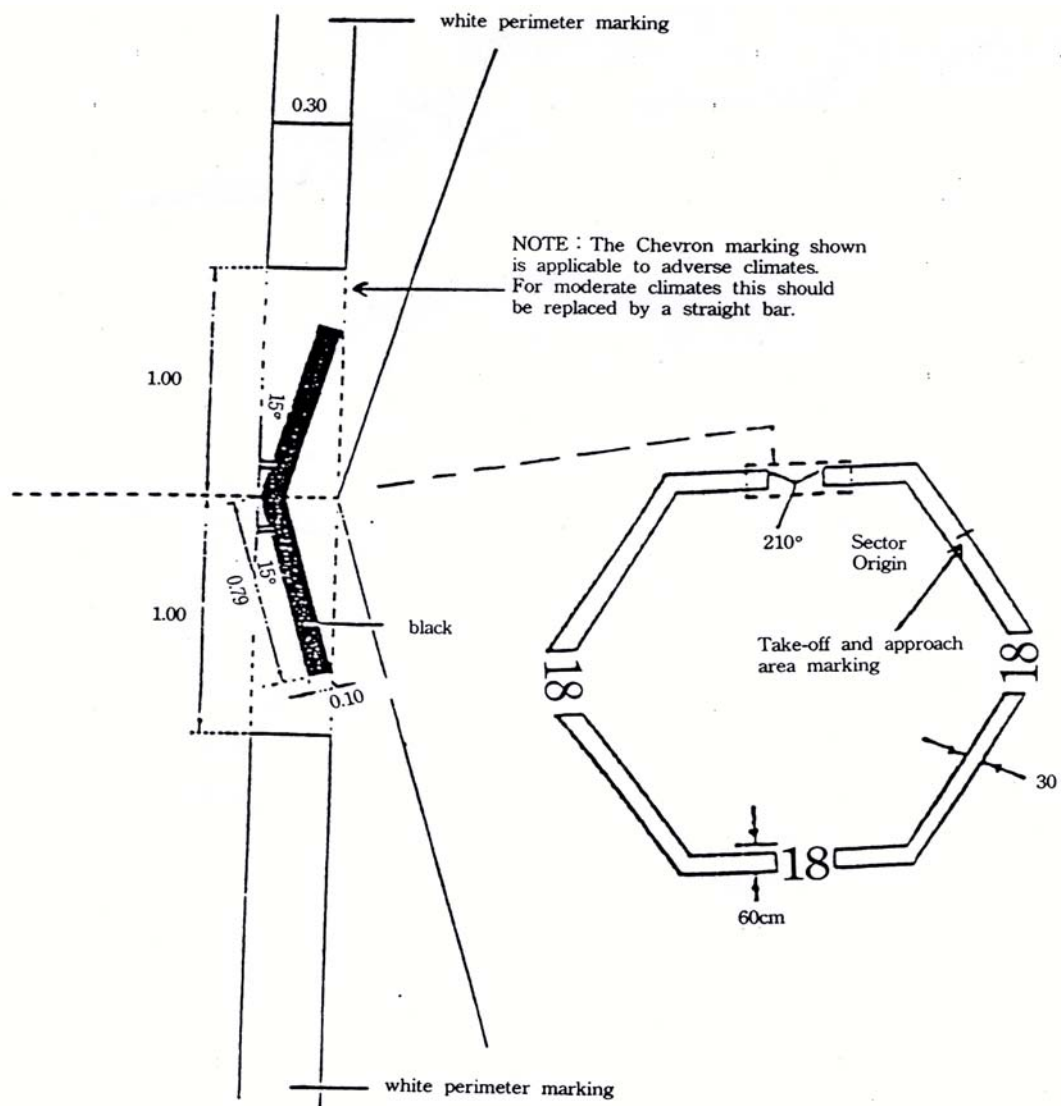 white perimeter marking
0.30
NOTE : The Chevron marking shown
is applicable to adverse climates.
For moderate climates this should
be replaced by a straight bar.
1.00
15°
15°
0.79
1.00
black
0.10
210°
Sector
Origin
Take-off and approach
area marking
18
18
30
18
60cm
white perimeter marking